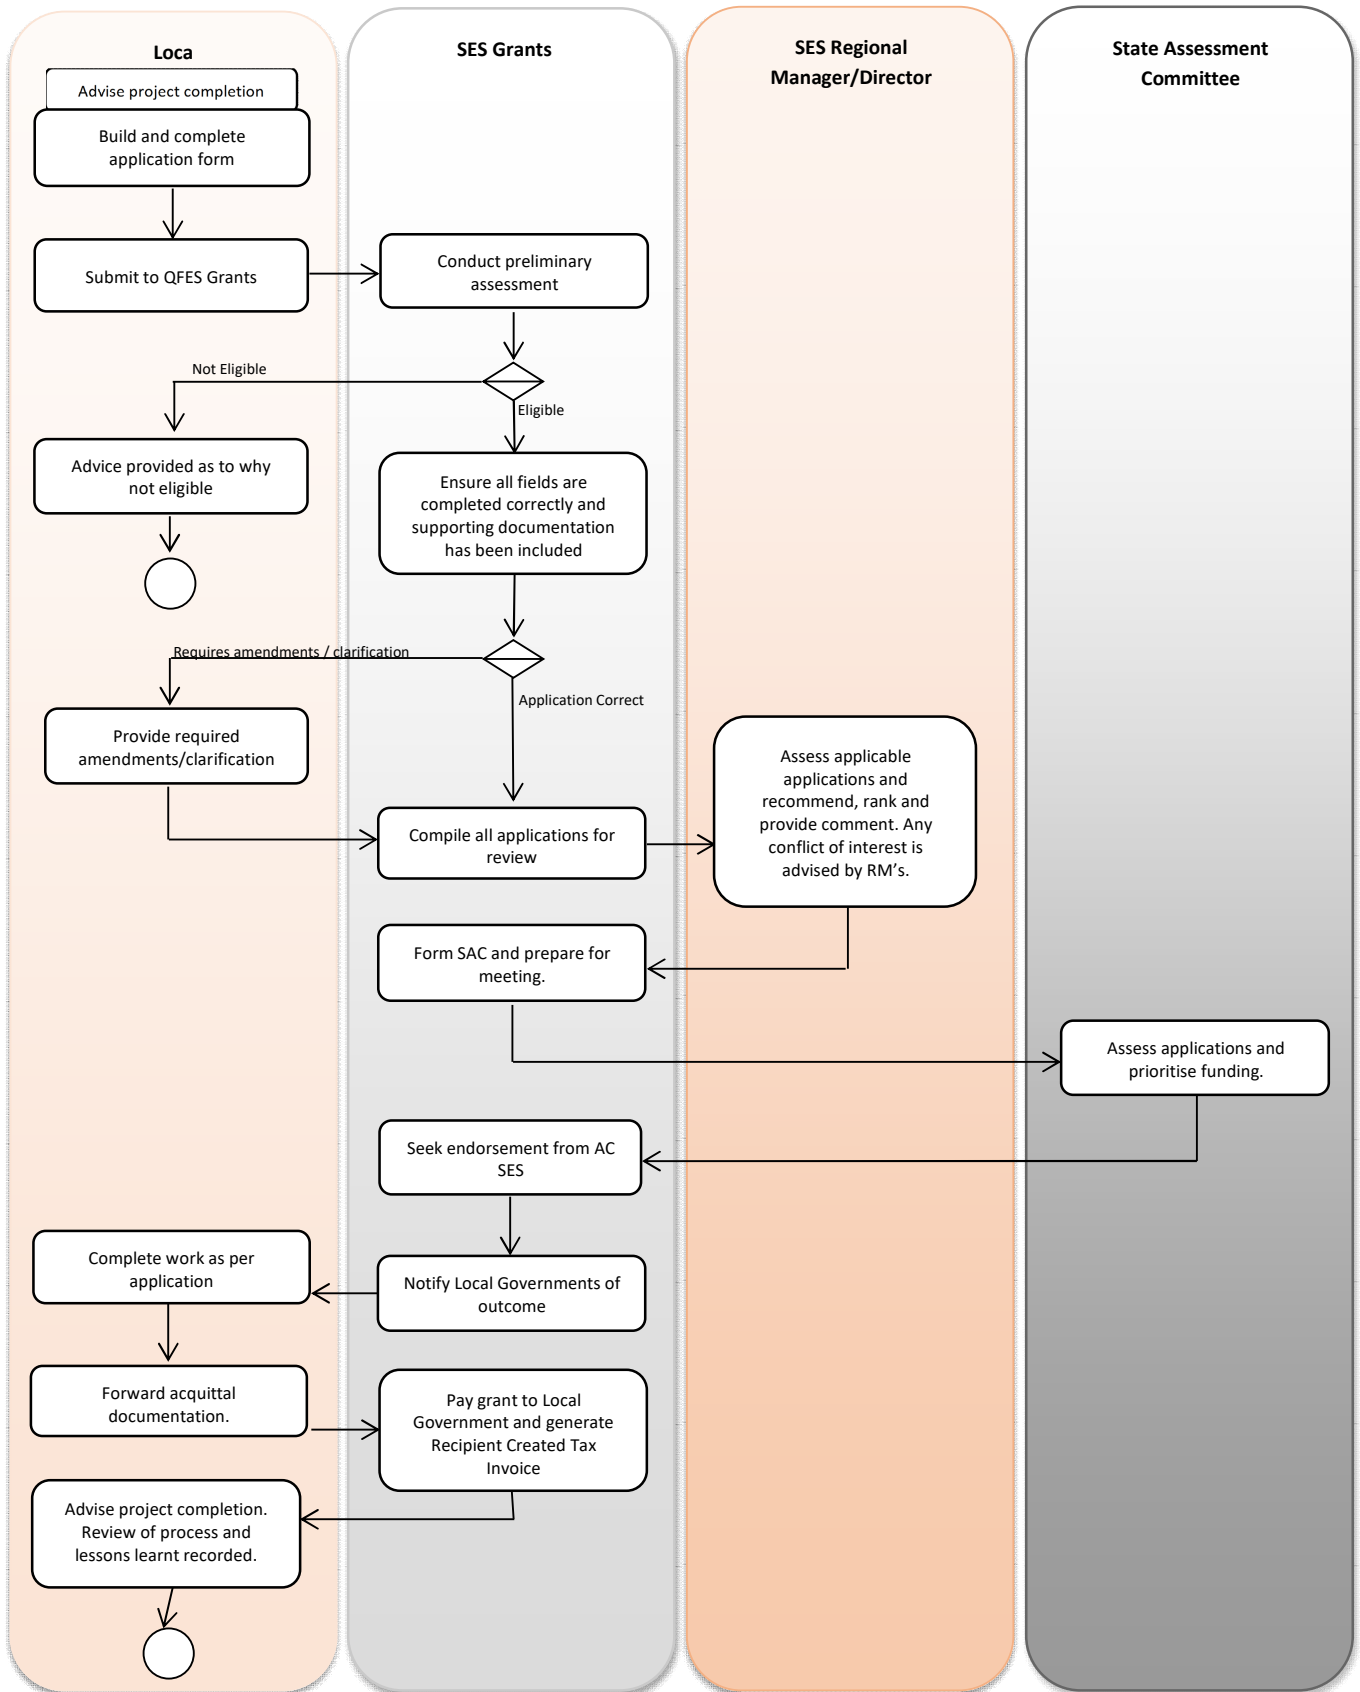 Loca
SES Grants
SES Regional
Manager/Director
State Assessment
Committee
Advise project completion
Build and complete
application form
Submit to QFES Grants
Conduct preliminary
assessment
Not Eligible
Eligible
Advice provided as to why
not eligible
Ensure all fields are
completed correctly and
supporting documentation
has been included
Requires amendments / clarification
Application Correct
Provide required
amendments/clarification
Compile all applications for
review
Assess applicable
applications and
recommend, rank and
provide comment. Any
conflict of interest is
advised by RM’s.
Form SAC and prepare for
meeting.
Assess applications and
prioritise funding.
Seek endorsement from AC
SES
Complete work as per
application
Notify Local Governments of
outcome
Forward acquittal
documentation.
Pay grant to Local
Government and generate
Recipient Created Tax
Invoice
Advise project completion.
Review of process and
lessons learnt recorded.